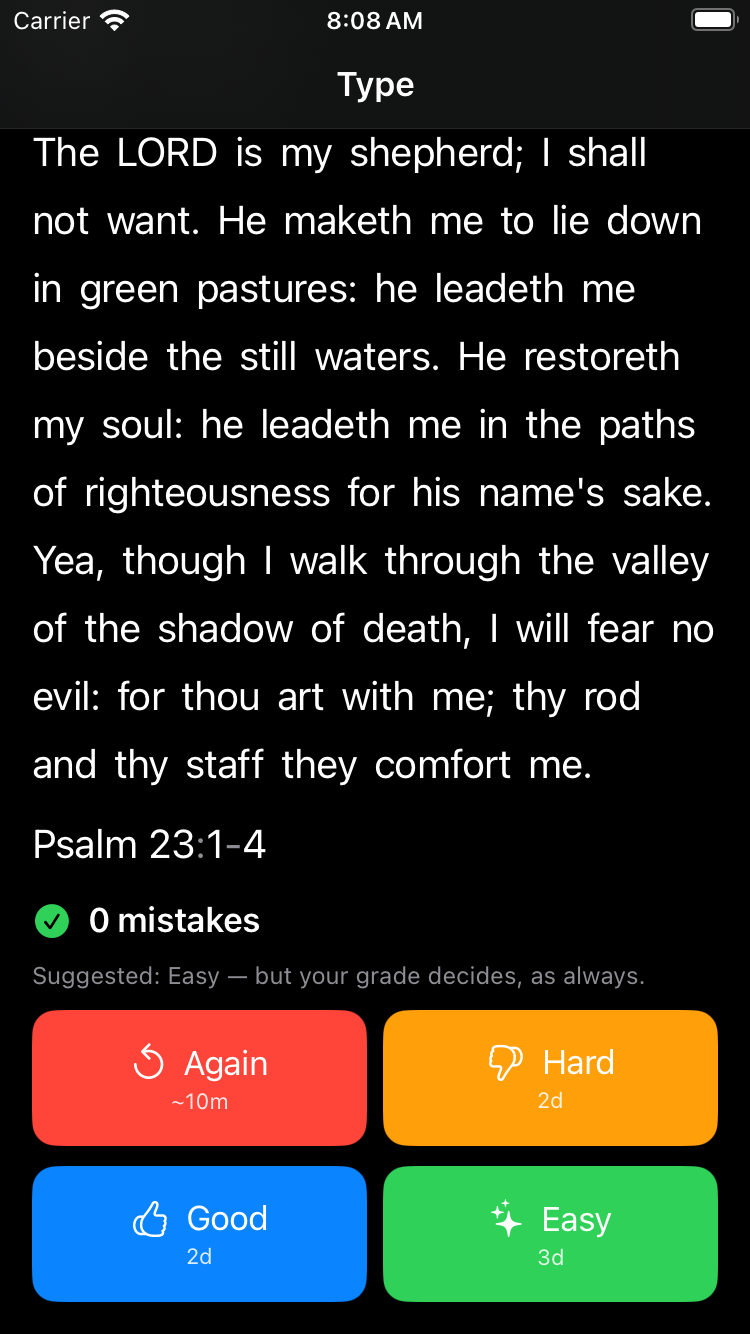 Carrier 8:08 AM
Type
The LORD is my shepherd; I shall
not want. He maketh me to lie down
in green pastures: he leadeth me
beside the still waters. He restoreth
my soul: he leadeth me in the paths
of righteousness for his name's sake.
Yea, though I walk through the valley
of the shadow of death, I will fear no
evil: for thou art with me; thy rod
and thy staff they comfort me.
Psalm 23:1-4
0 mistakes
Suggested: Easy — but your grade decides, as always.
Again
~10m
Hard
2d
Good
2d
Easy
3d